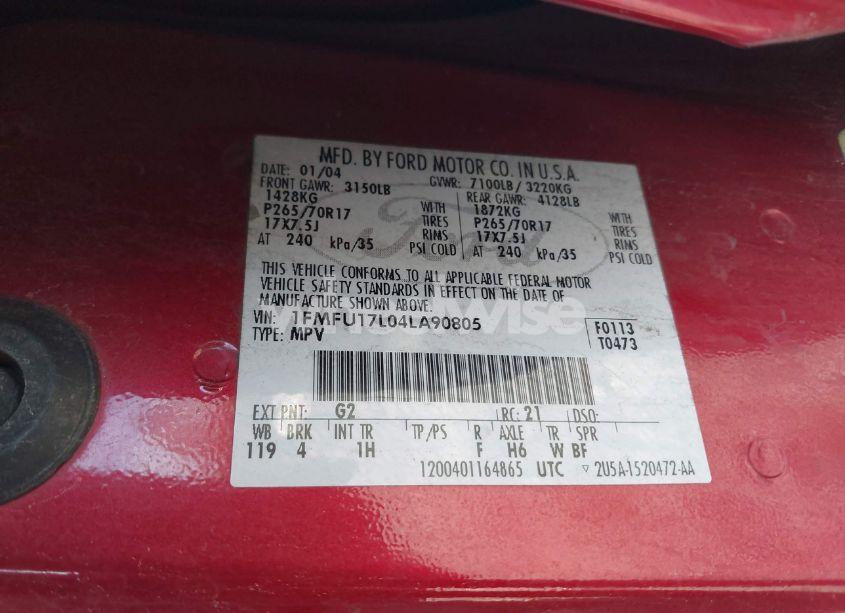 MFD. BY FORD MOTOR CO. IN U.S.A.
DATE: 01/04 GVWR: 7100LB/ 3220KG
FRONT GAWR: 3150LB REAR GAWR: 4128LB
1428KG WITH 1872KG WITH
P265/70R17 TIRES P265/70R17 TIRES
17X7.5J RIMS 17X7.5J RIMS
AT 240 kPa/35 PSI COLD AT 240 kPa/35 PSI COLD
THIS VEHICLE CONFORMS TO ALL APPLICABLE FEDERAL MOTOR
VEHICLE SAFETY STANDARDS IN EFFECT ON THE DATE OF
MANUFACTURE SHOWN ABOVE.
VIN: 1FMFU17L04LA90805 F0113
TYPE: MPV T0473
EXT PNT: G2 RC: 21 DSO:
WB BRK INT TR TP/PS R AXLE TR SPR
119 4 1H F H6 W BF
1200401164865 UTC ▽ 2U5A-1520472-AA